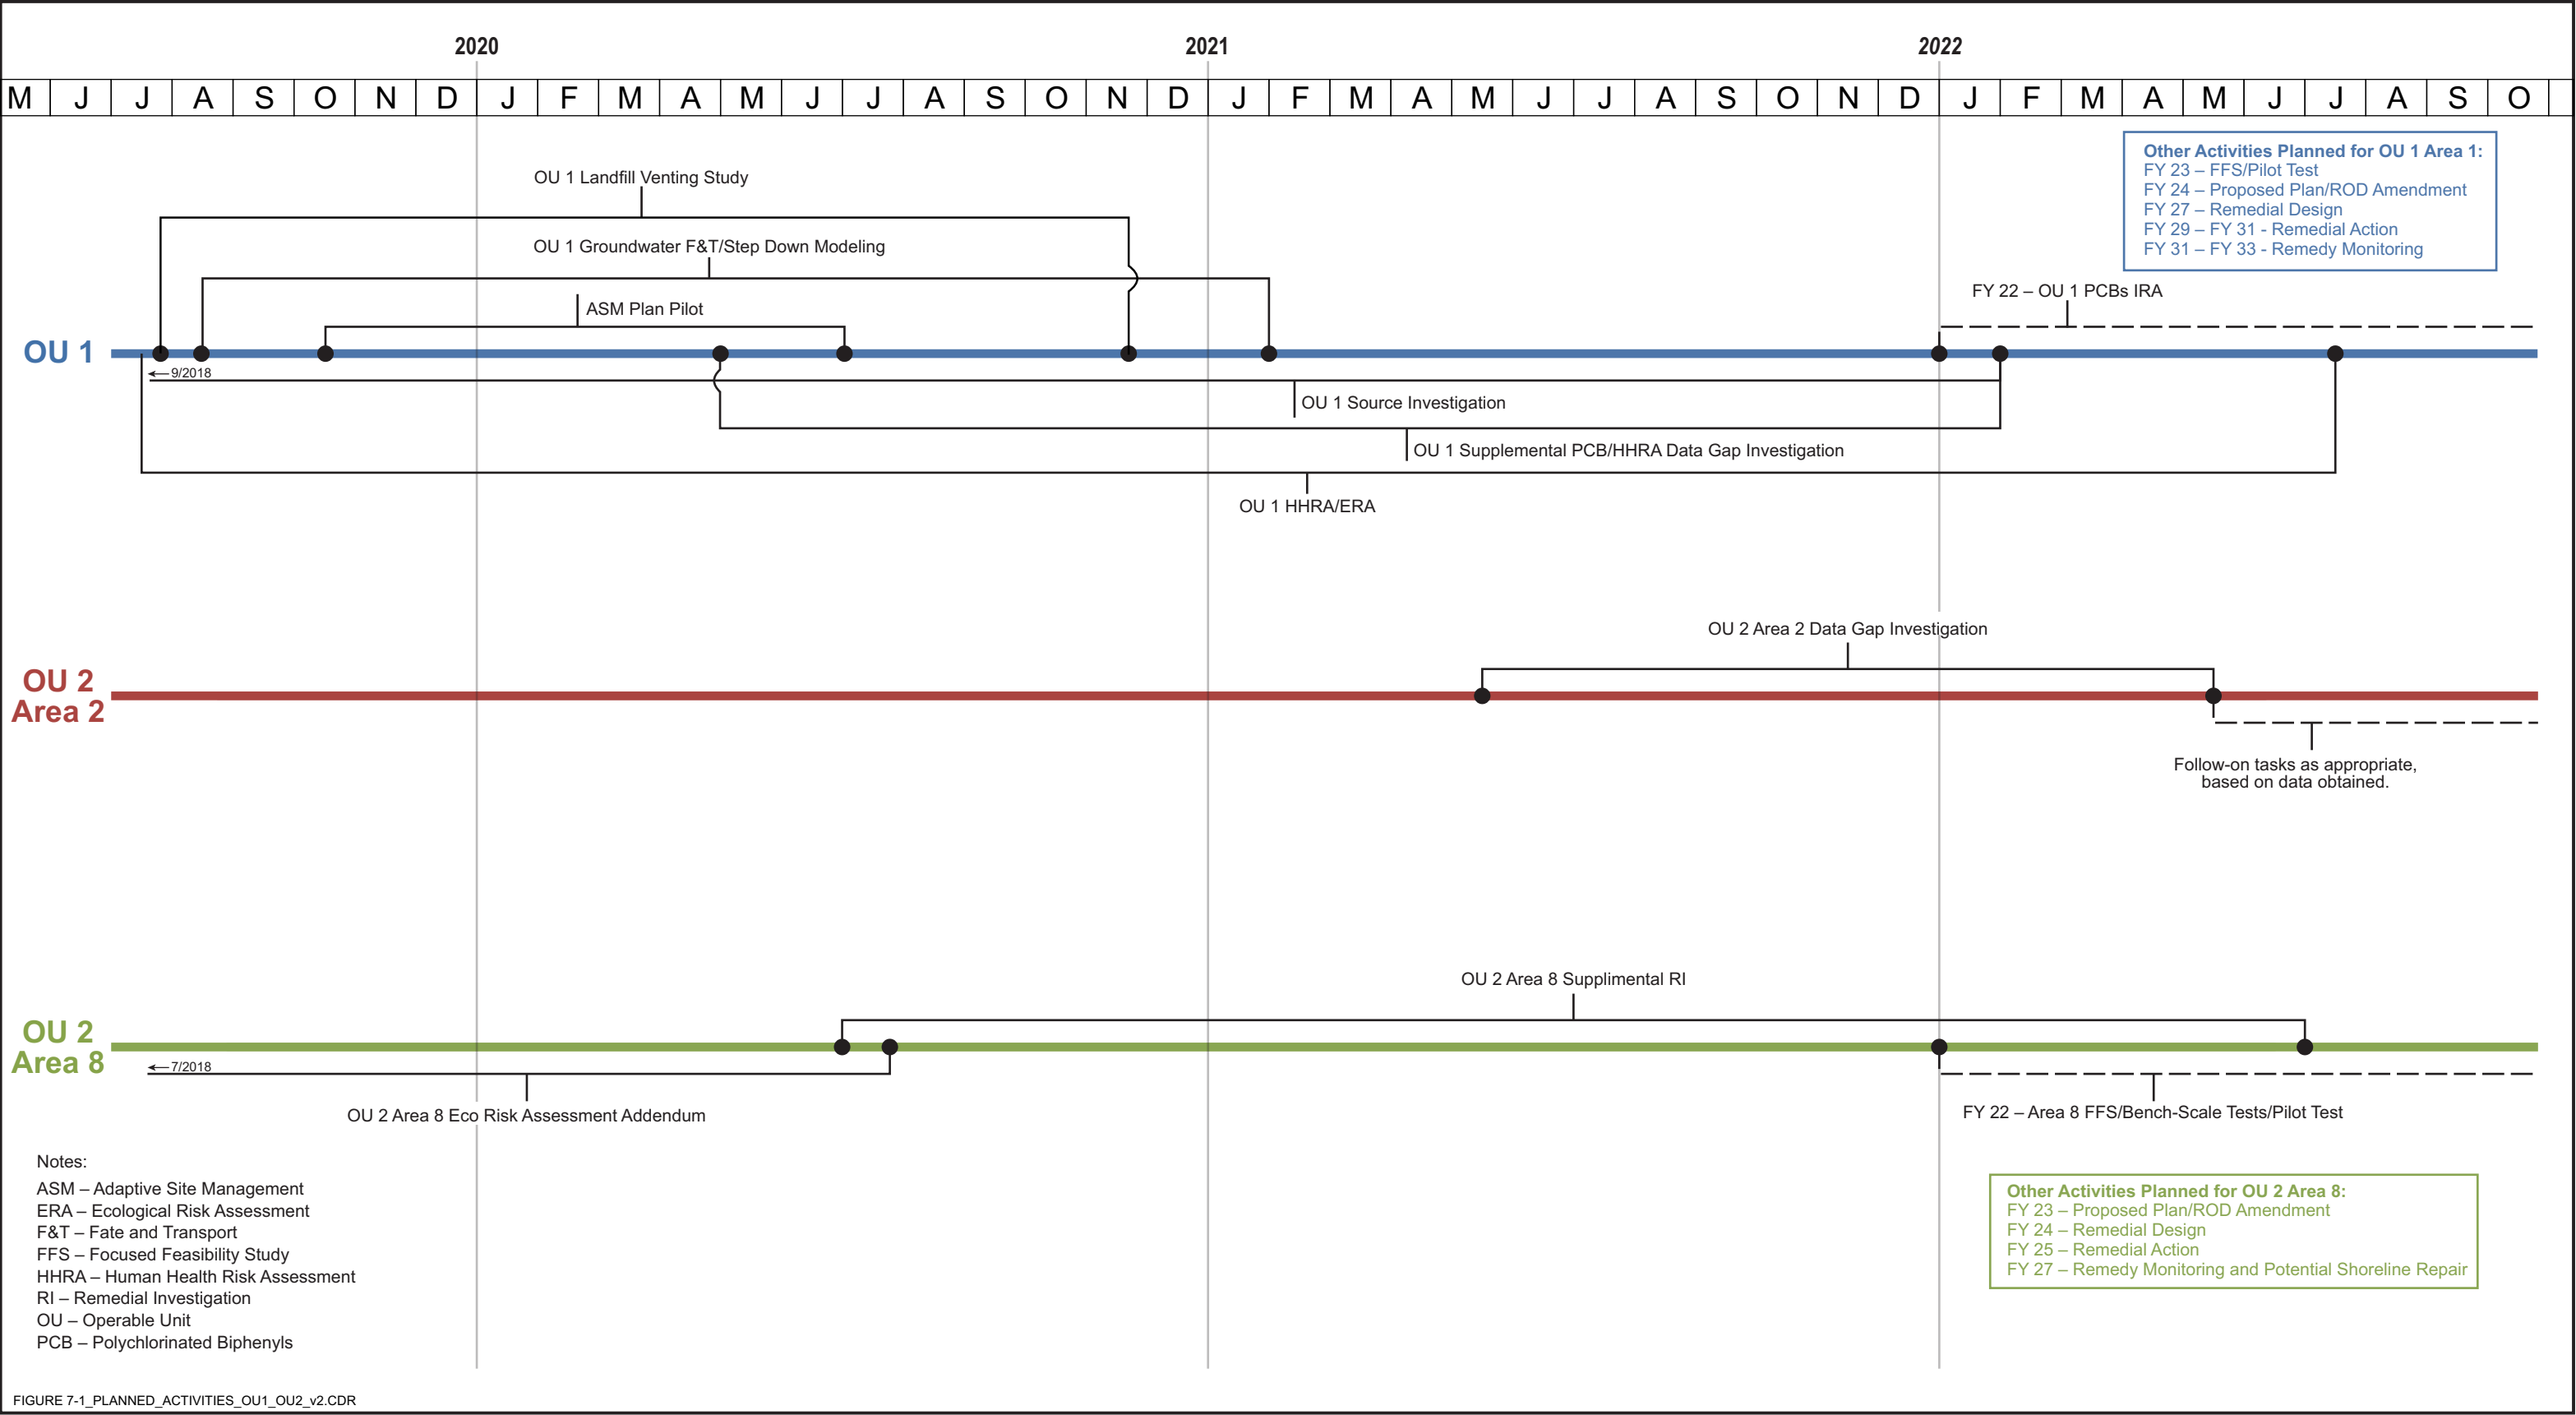 2020 2021 2022
M J J A S O N D J F M A M J J A S O N D J F M A M J J A S O N D J F M A M J J A S O
Other Activities Planned for OU 1 Area 1:
FY 23 – FFS/Pilot Test
FY 24 – Proposed Plan/ROD Amendment
FY 27 – Remedial Design
FY 29 – FY 31 - Remedial Action
FY 31 – FY 33 - Remedy Monitoring
OU 1 Landfill Venting Study
OU 1 Groundwater F&T/Step Down Modeling
ASM Plan Pilot
FY 22 – OU 1 PCBs IRA
OU 1
←9/2018
OU 1 Source Investigation
OU 1 Supplemental PCB/HHRA Data Gap Investigation
OU 1 HHRA/ERA
OU 2 Area 2 Data Gap Investigation
OU 2
Area 2
Follow-on tasks as appropriate,
based on data obtained.
OU 2 Area 8 Supplimental RI
OU 2
Area 8
←7/2018
OU 2 Area 8 Eco Risk Assessment Addendum
FY 22 – Area 8 FFS/Bench-Scale Tests/Pilot Test
Notes:
ASM – Adaptive Site Management
ERA – Ecological Risk Assessment
F&T – Fate and Transport
FFS – Focused Feasibility Study
HHRA – Human Health Risk Assessment
RI – Remedial Investigation
OU – Operable Unit
PCB – Polychlorinated Biphenyls
Other Activities Planned for OU 2 Area 8:
FY 23 – Proposed Plan/ROD Amendment
FY 24 – Remedial Design
FY 25 – Remedial Action
FY 27 – Remedy Monitoring and Potential Shoreline Repair
FIGURE 7-1_PLANNED_ACTIVITIES_OU1_OU2_v2.CDR